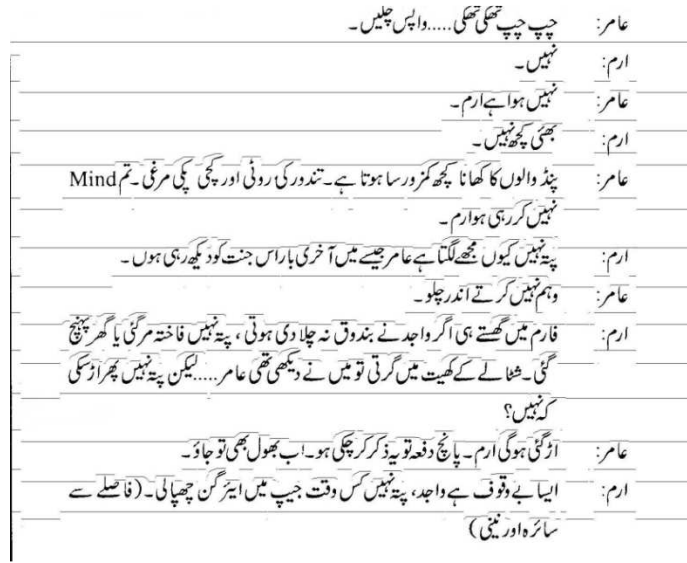 عامر: چپ چپ تھکی تھکی.....واپس چلیں۔
ارم: نہیں۔
عامر: نہیں ہوا ہے ارم۔
ارم: بھئی کچھ نہیں۔
عامر: پنڈ والوں کا کھانا کچھ کمزور سا ہوتا ہے۔ تندور کی روٹی اور کچی پکی مرغی۔ تم Mind
نہیں کر رہی ہو ارم۔
ارم: پتہ نہیں کیوں مجھے لگتا ہے عامر جیسے میں آخری بار اس جنت کو دیکھ رہی ہوں۔
عامر: وہم نہیں کرتے اندر چلو۔
ارم: فارم میں گھستے ہی اگر واجد نے بندوق نہ چلا دی ہوتی، پتہ نہیں فاختہ مر گئی یا گھر پہنچ
گئی۔ شٹالے کے کھیت میں گرتی تو میں نے دیکھی تھی عامر.....لیکن پتہ نہیں پھر اڑ سکی
کہ نہیں؟
عامر: اڑ گئی ہوگی ارم۔ پانچ دفعہ تو یہ ذکر کر چکی ہو۔ اب بھول بھی تو جاؤ۔
ارم: ایسا بے وقوف ہے واجد، پتہ نہیں کس وقت جیپ میں ایئر گن چھپالی۔ (فاصلے سے
سائرہ اور نینی)